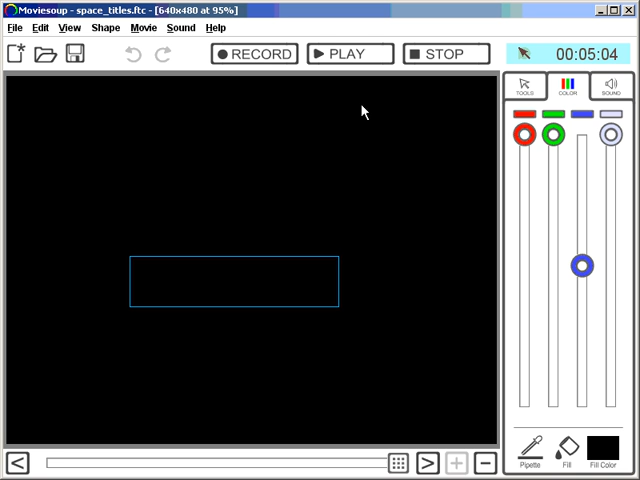 Moviesoup - space_titles.ftc - [640x480 at 95%]
File Edit View Shape Movie Sound Help
RECORD PLAY STOP 00:05:04
TOOLS COLOR SOUND
Pipette Fill Fill Color